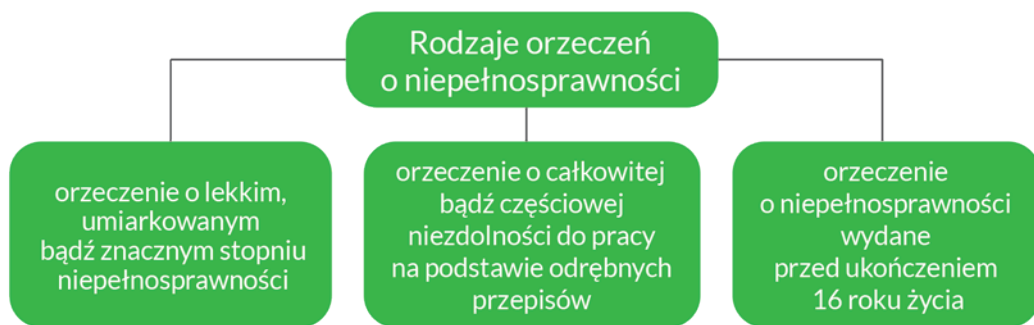 Rodzaje orzeczeń
o niepełnosprawności
orzeczenie o lekkim,
umiarkowanym
bądź znacznym stopniu
niepełnosprawności
orzeczenie o całkowitej
bądź częściowej
niezdolności do pracy
na podstawie odrębnych
przepisów
orzeczenie
o niepełnosprawności
wydane
przed ukończeniem
16 roku życia